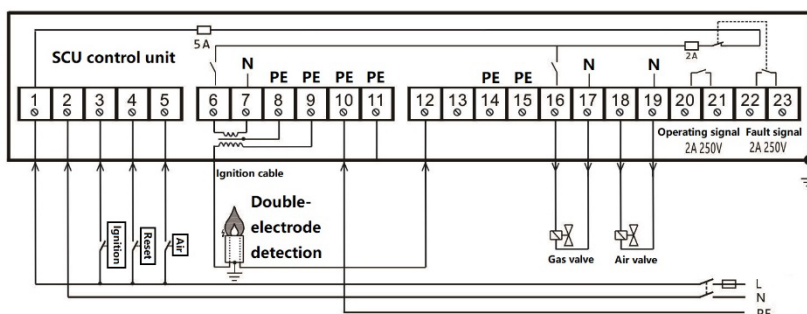 5A
2A
SCU control unit
N
N
N
PE
PE
PE
PE
PE
PE
1
2
3
4
5
6
7
8
9
10
11
12
13
14
15
16
17
18
19
20
21
22
23
Operating signal
2A 250V
Fault signal
2A 250V
Ignition cable
Double-
electrode
detection
Ignition
Reset
Air
Gas valve
Air valve
L
N
PE